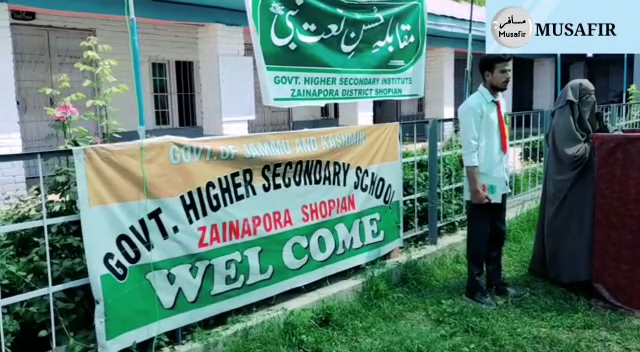 مسافر
Musafir
MUSAFIR
مقابلہ حُسنِ نعت نبی
GOVT. HIGHER SECONDARY INSTITUTE
ZAINAPORA DISTRICT SHOPIAN
GOVT. OF JAMMU AND KASHMIR
GOVT. HIGHER SECONDARY SCHOOL
ZAINAPORA SHOPIAN
WEL COME